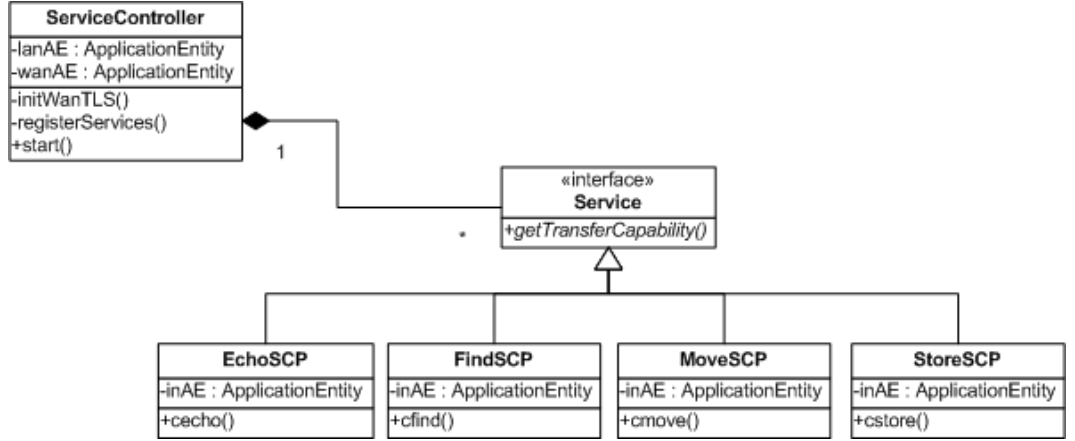 ServiceController
-lanAE : ApplicationEntity
-wanAE : ApplicationEntity
-initWanTLS()
-registerServices()
+start()
1
*
«interface»
Service
+getTransferCapability()
EchoSCP
-inAE : ApplicationEntity
+cecho()
FindSCP
-inAE : ApplicationEntity
+cfind()
MoveSCP
-inAE : ApplicationEntity
+cmove()
StoreSCP
-inAE : ApplicationEntity
+cstore()